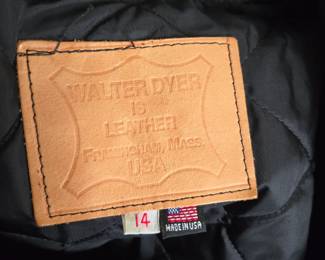 WALTER DYER
IS
LEATHER
FRAMINGHAM, MASS.
USA
14
MADE IN USA